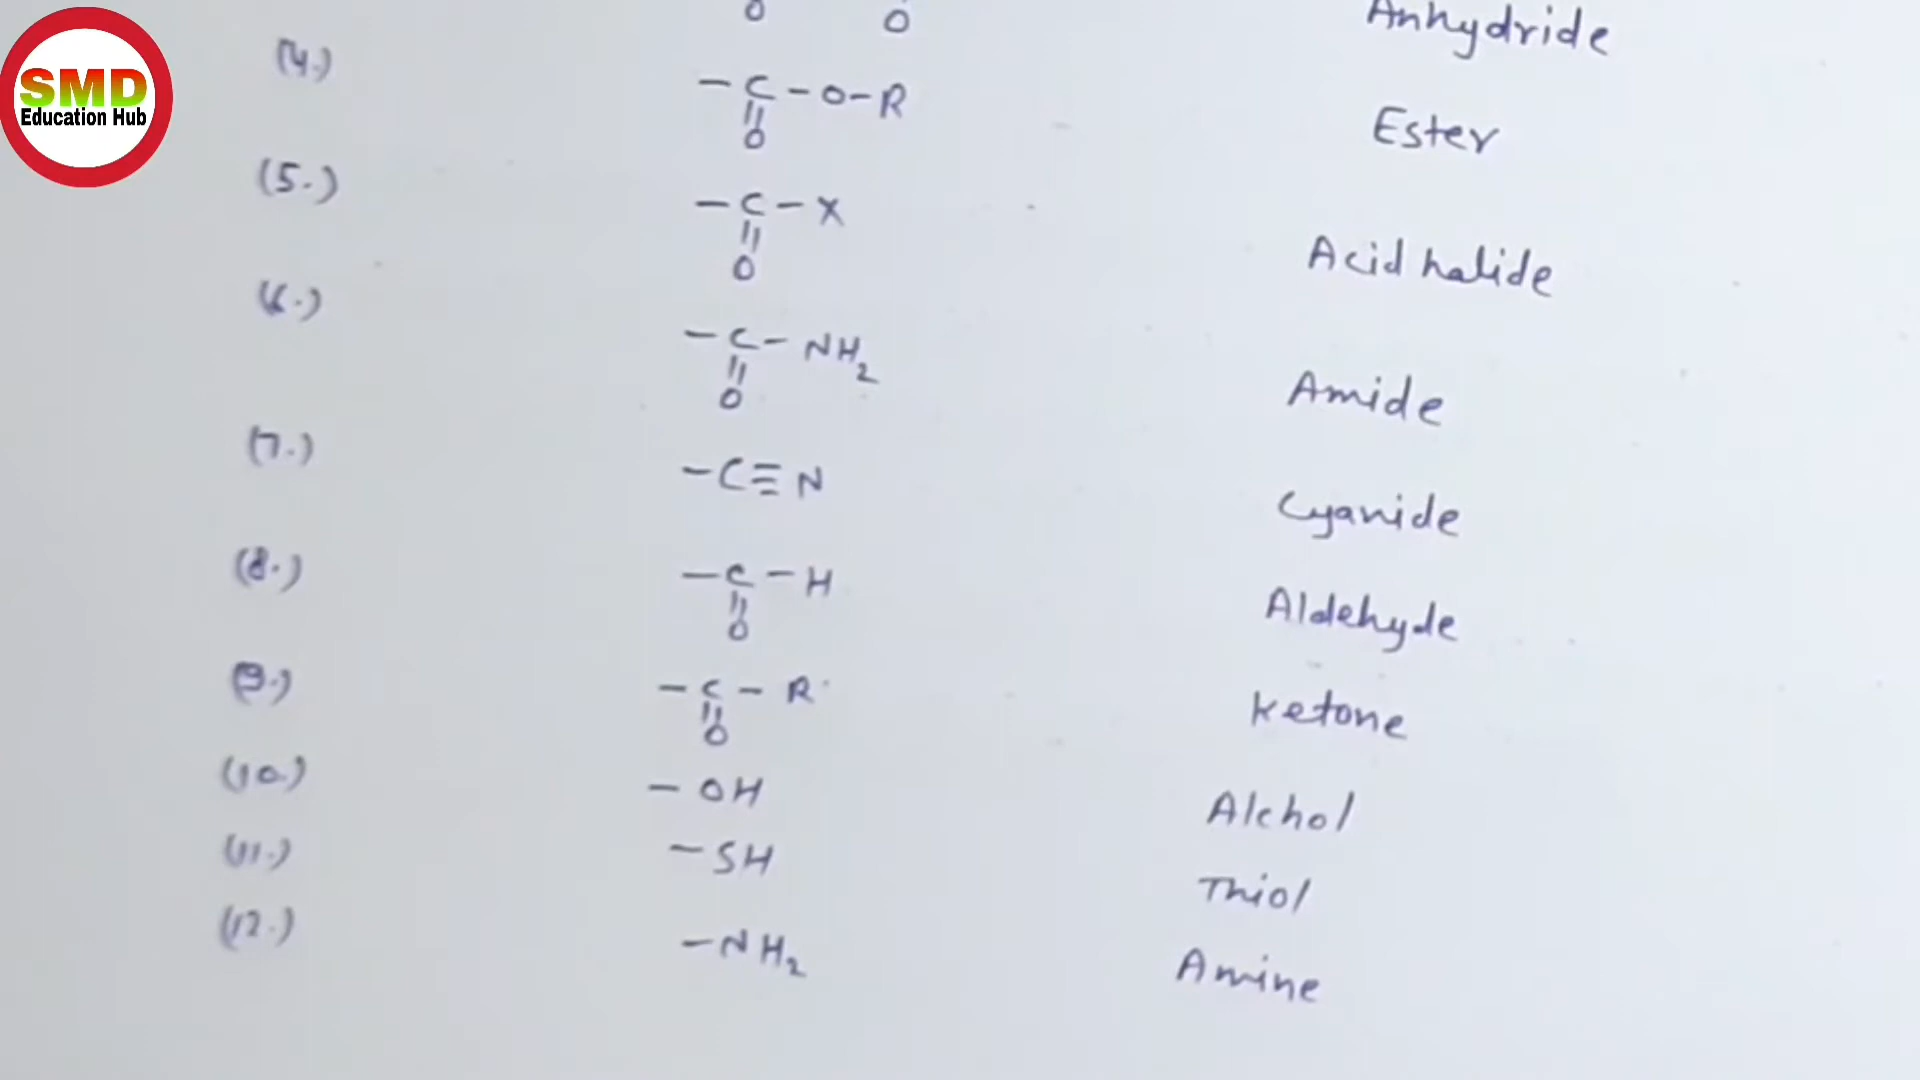 SMD
Education Hub
O O Anhydride
(4.) -C-O-R Ester
||
O
(5.) -C-X Acid halide
||
O
(6.) -C-NH₂ Amide
||
O
(7.) -C≡N Cyanide
(8.) -C-H Aldehyde
||
O
(9.) -C-R Ketone
||
O
(10.) -OH Alchol
(11.) -SH Thiol
(12.) -NH₂ Amine